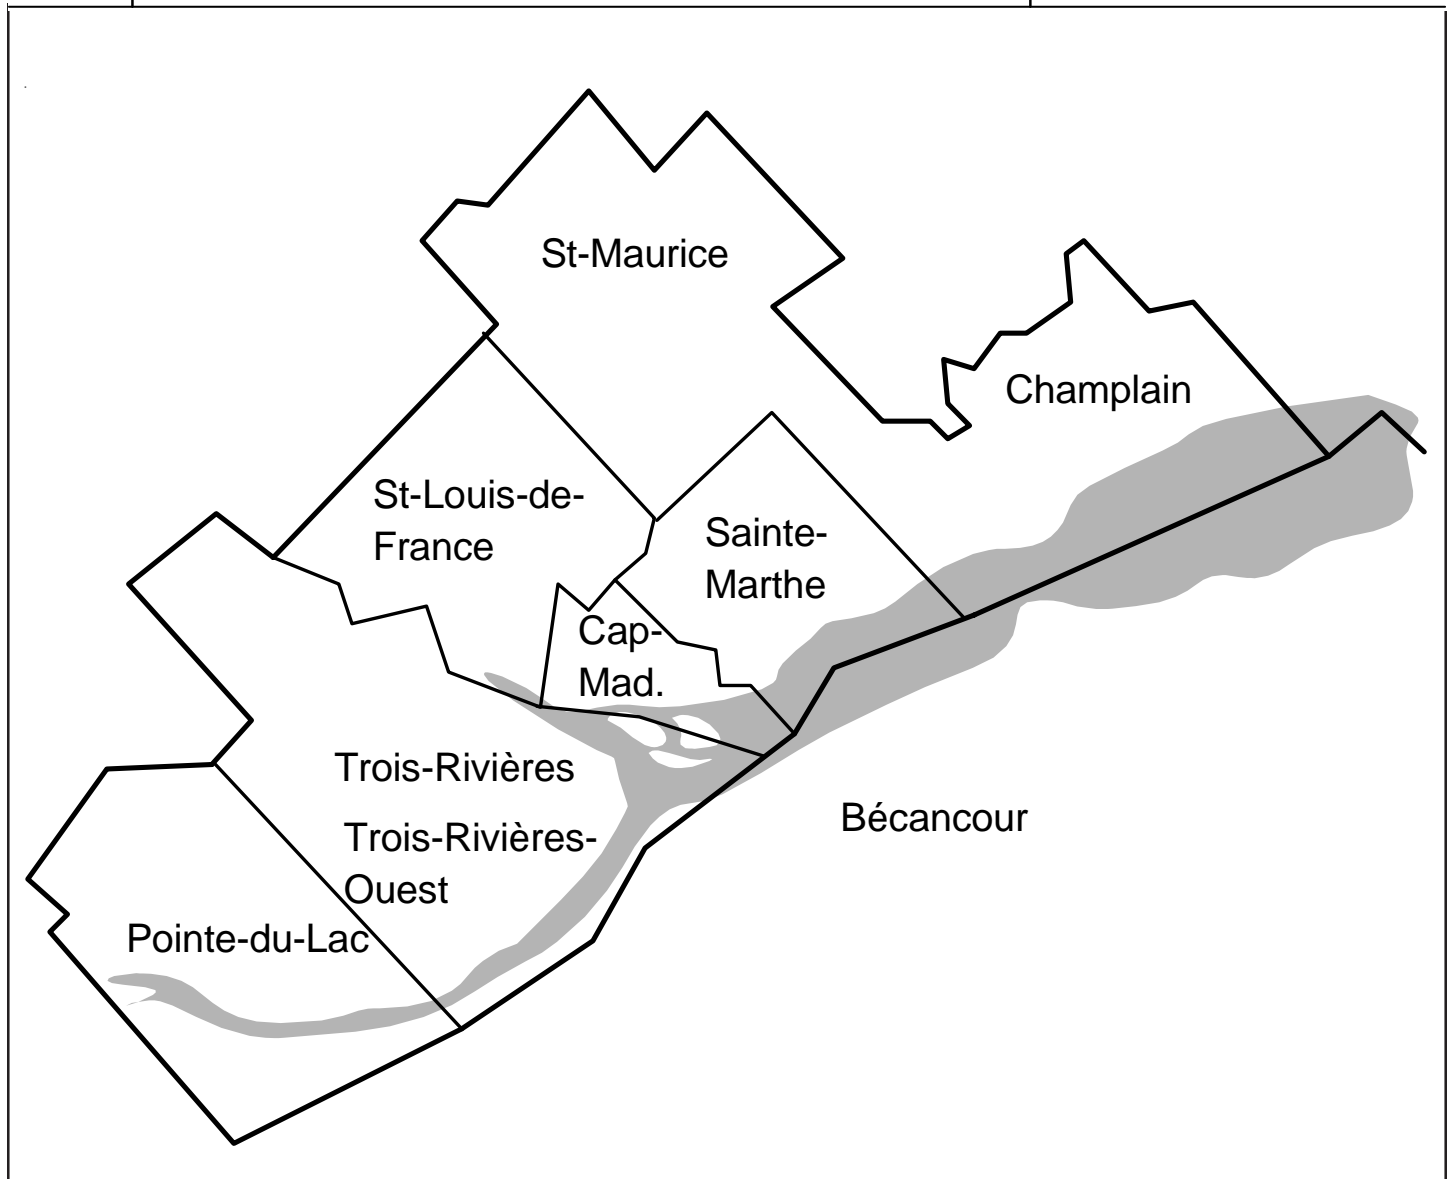 St-Maurice
Champlain
St-Louis-de-
France
Sainte-
Marthe
Cap-
Mad.
Trois-Rivières
Bécancour
Trois-Rivières-
Ouest
Pointe-du-Lac